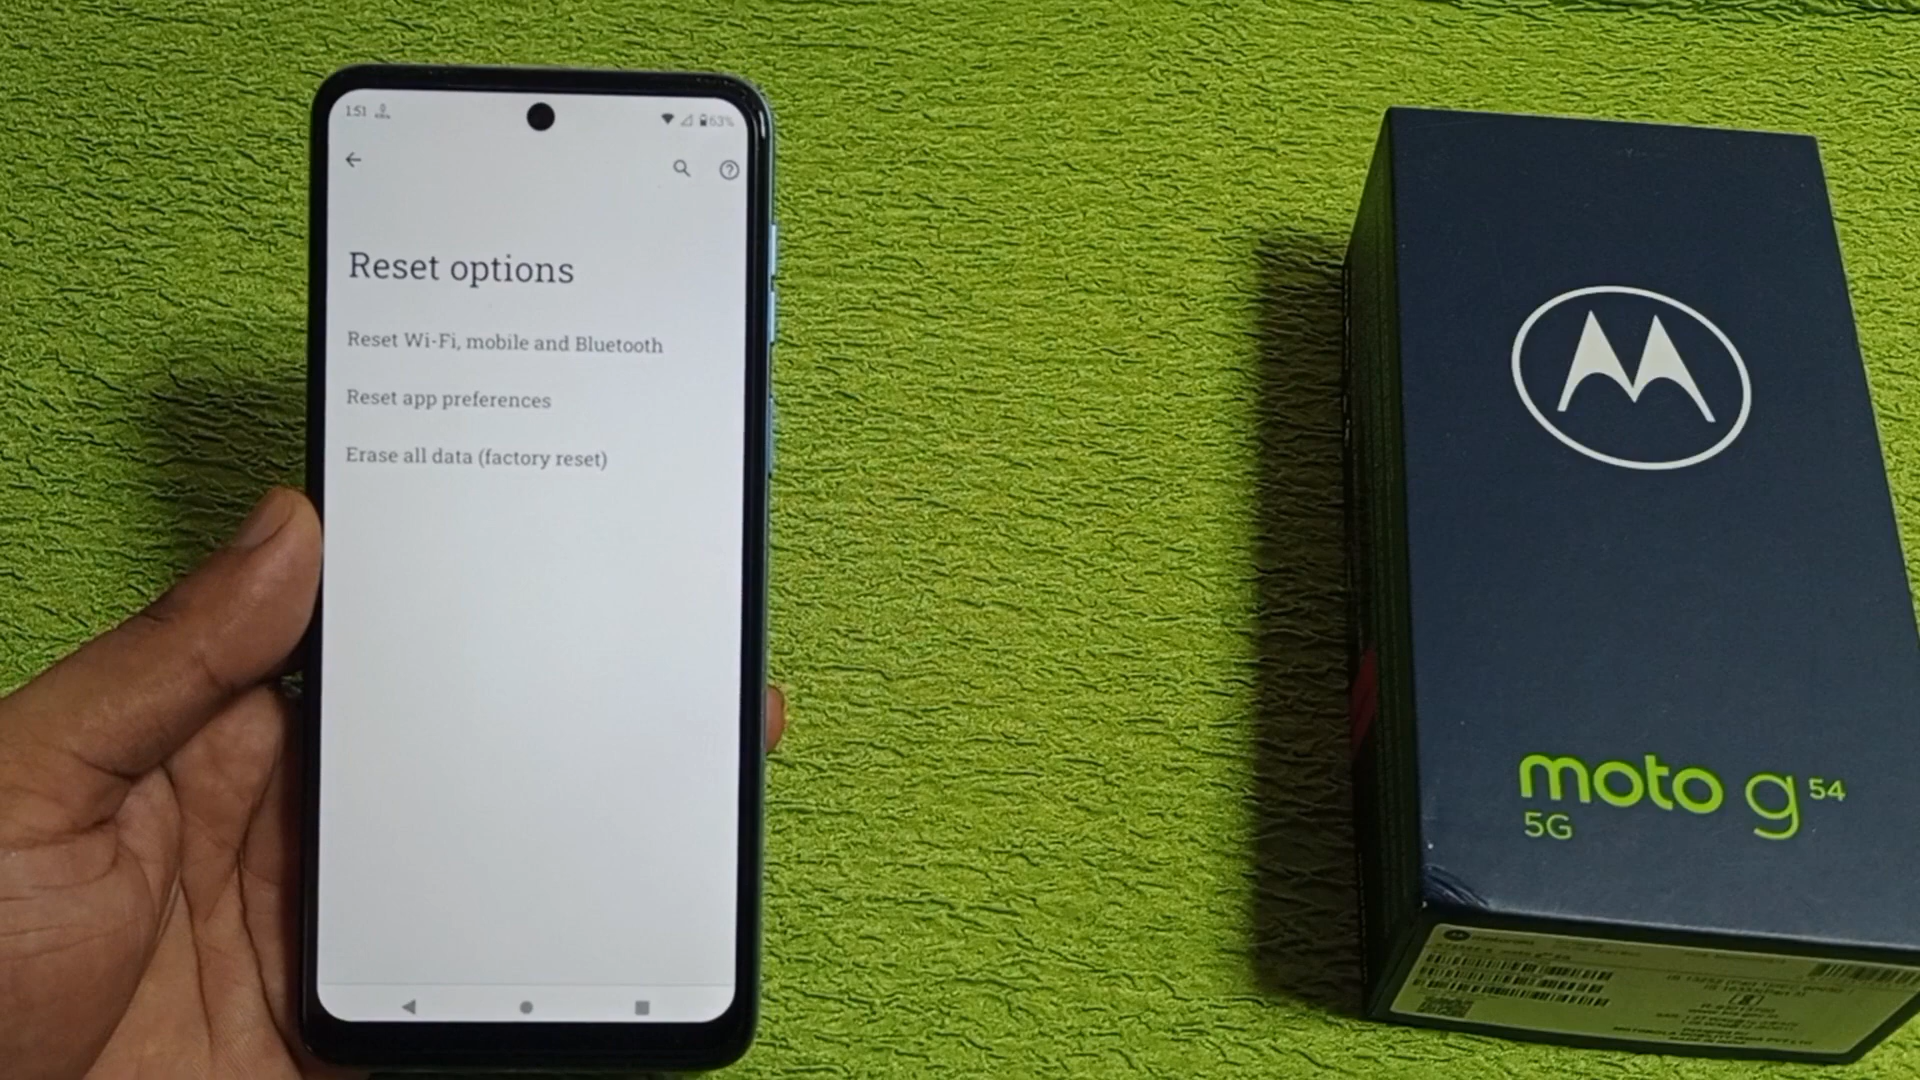 1:51
63%
Reset options
Reset Wi-Fi, mobile and Bluetooth
Reset app preferences
Erase all data (factory reset)
moto g 54
5G